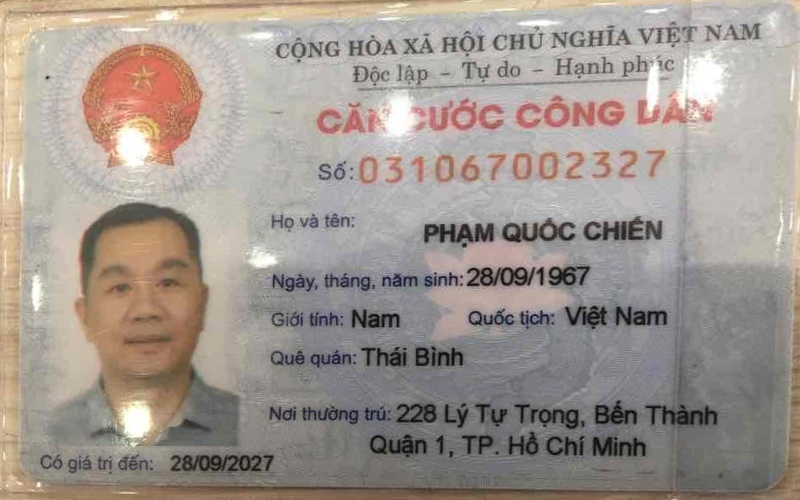 CỘNG HÒA XÃ HỘI CHỦ NGHĨA VIỆT NAM
Độc lập - Tự do - Hạnh phúc
CĂN CƯỚC CÔNG DÂN
Số: 031067002327
Họ và tên: PHẠM QUỐC CHIẾN
Ngày, tháng, năm sinh: 28/09/1967
Giới tính: Nam Quốc tịch: Việt Nam
Quê quán: Thái Bình
Nơi thường trú: 228 Lý Tự Trọng, Bến Thành
Quận 1, TP. Hồ Chí Minh
Có giá trị đến: 28/09/2027